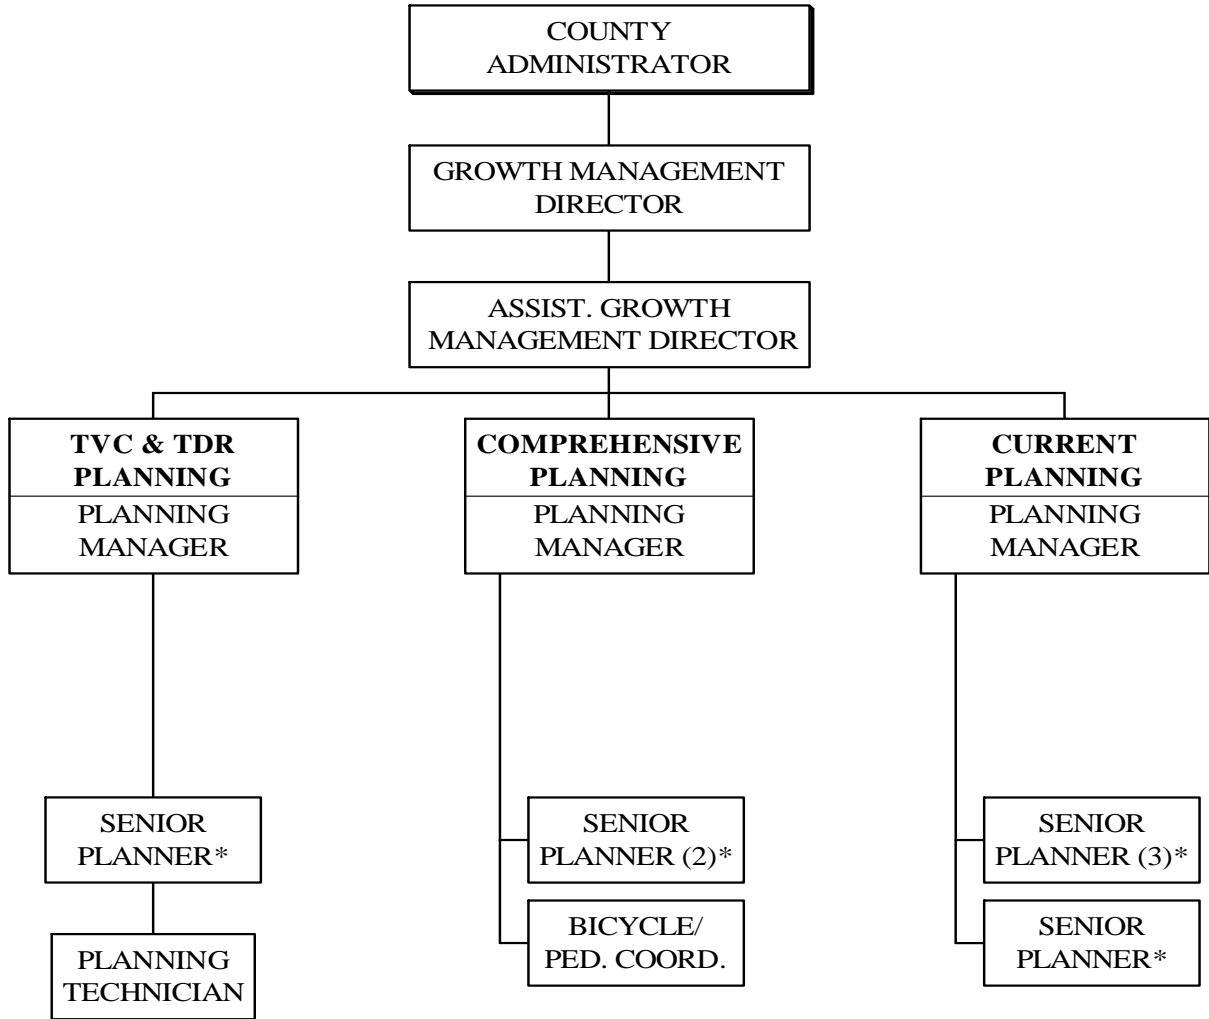 COUNTY
ADMINISTRATOR
GROWTH MANAGEMENT
DIRECTOR
ASSIST. GROWTH
MANAGEMENT DIRECTOR
TVC & TDR
PLANNING
PLANNING
MANAGER
COMPREHENSIVE
PLANNING
PLANNING
MANAGER
CURRENT
PLANNING
PLANNING
MANAGER
SENIOR
PLANNER*
PLANNING
TECHNICIAN
SENIOR
PLANNER (2)*
BICYCLE/
PED. COORD.
SENIOR
PLANNER (3)*
SENIOR
PLANNER*